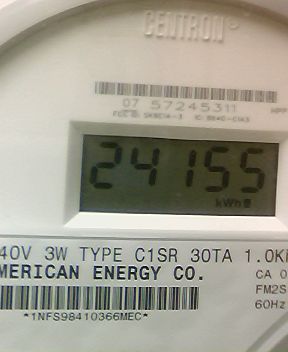 CENTRON
07 57245311
24155
kWh
40V 3W TYPE C1SR 30TA 1.0K
MERICAN ENERGY CO.
CA 0
FM2S
60Hz
*1NFS98410366MEC*